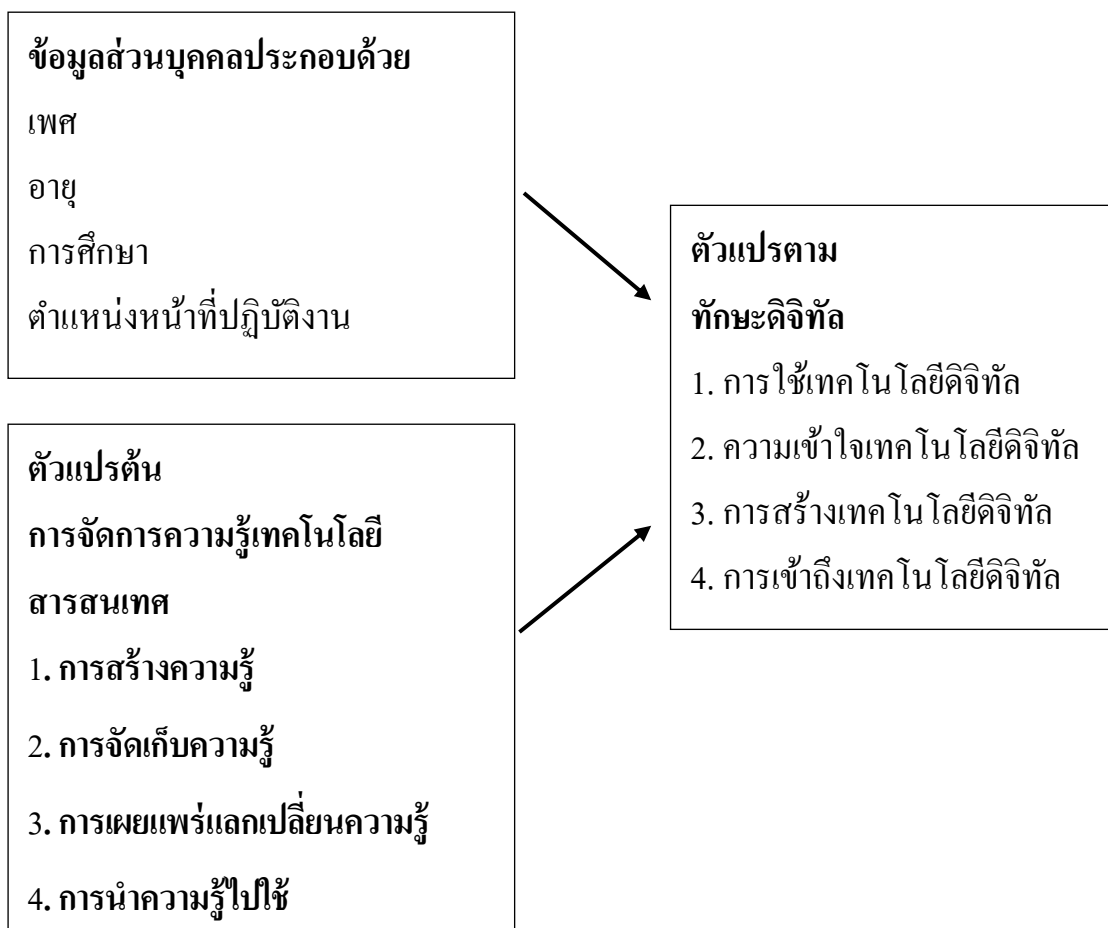 ข้อมูลส่วนบุคคลประกอบด้วย
เพศ
อายุ
การศึกษา
ตำแหน่งหน้าที่ปฏิบัติงาน
ตัวแปรต้น
การจัดการความรู้เทคโนโลยี
สารสนเทศ
1. การสร้างความรู้
2. การจัดเก็บความรู้
3. การเผยแพร่แลกเปลี่ยนความรู้
4. การนำความรู้ไปใช้
ตัวแปรตาม
ทักษะดิจิทัล
1. การใช้เทคโนโลยีดิจิทัล
2. ความเข้าใจเทคโนโลยีดิจิทัล
3. การสร้างเทคโนโลยีดิจิทัล
4. การเข้าถึงเทคโนโลยีดิจิทัล